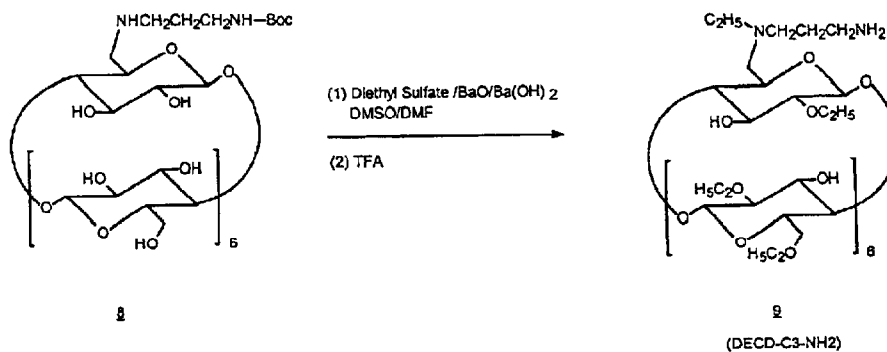 NHCH2CH2CH2NH—Boc
O
O
HO
OH
HO
OH
O
O
HO
6
8
(1) Diethyl Sulfate /BaO/Ba(OH) 2
DMSO/DMF
(2) TFA
C2H5
NCH2CH2CH2NH2
O
O
HO
OC2H5
H5C2O
OH
O
O
H5C2O
6
9
(DECD-C3-NH2)